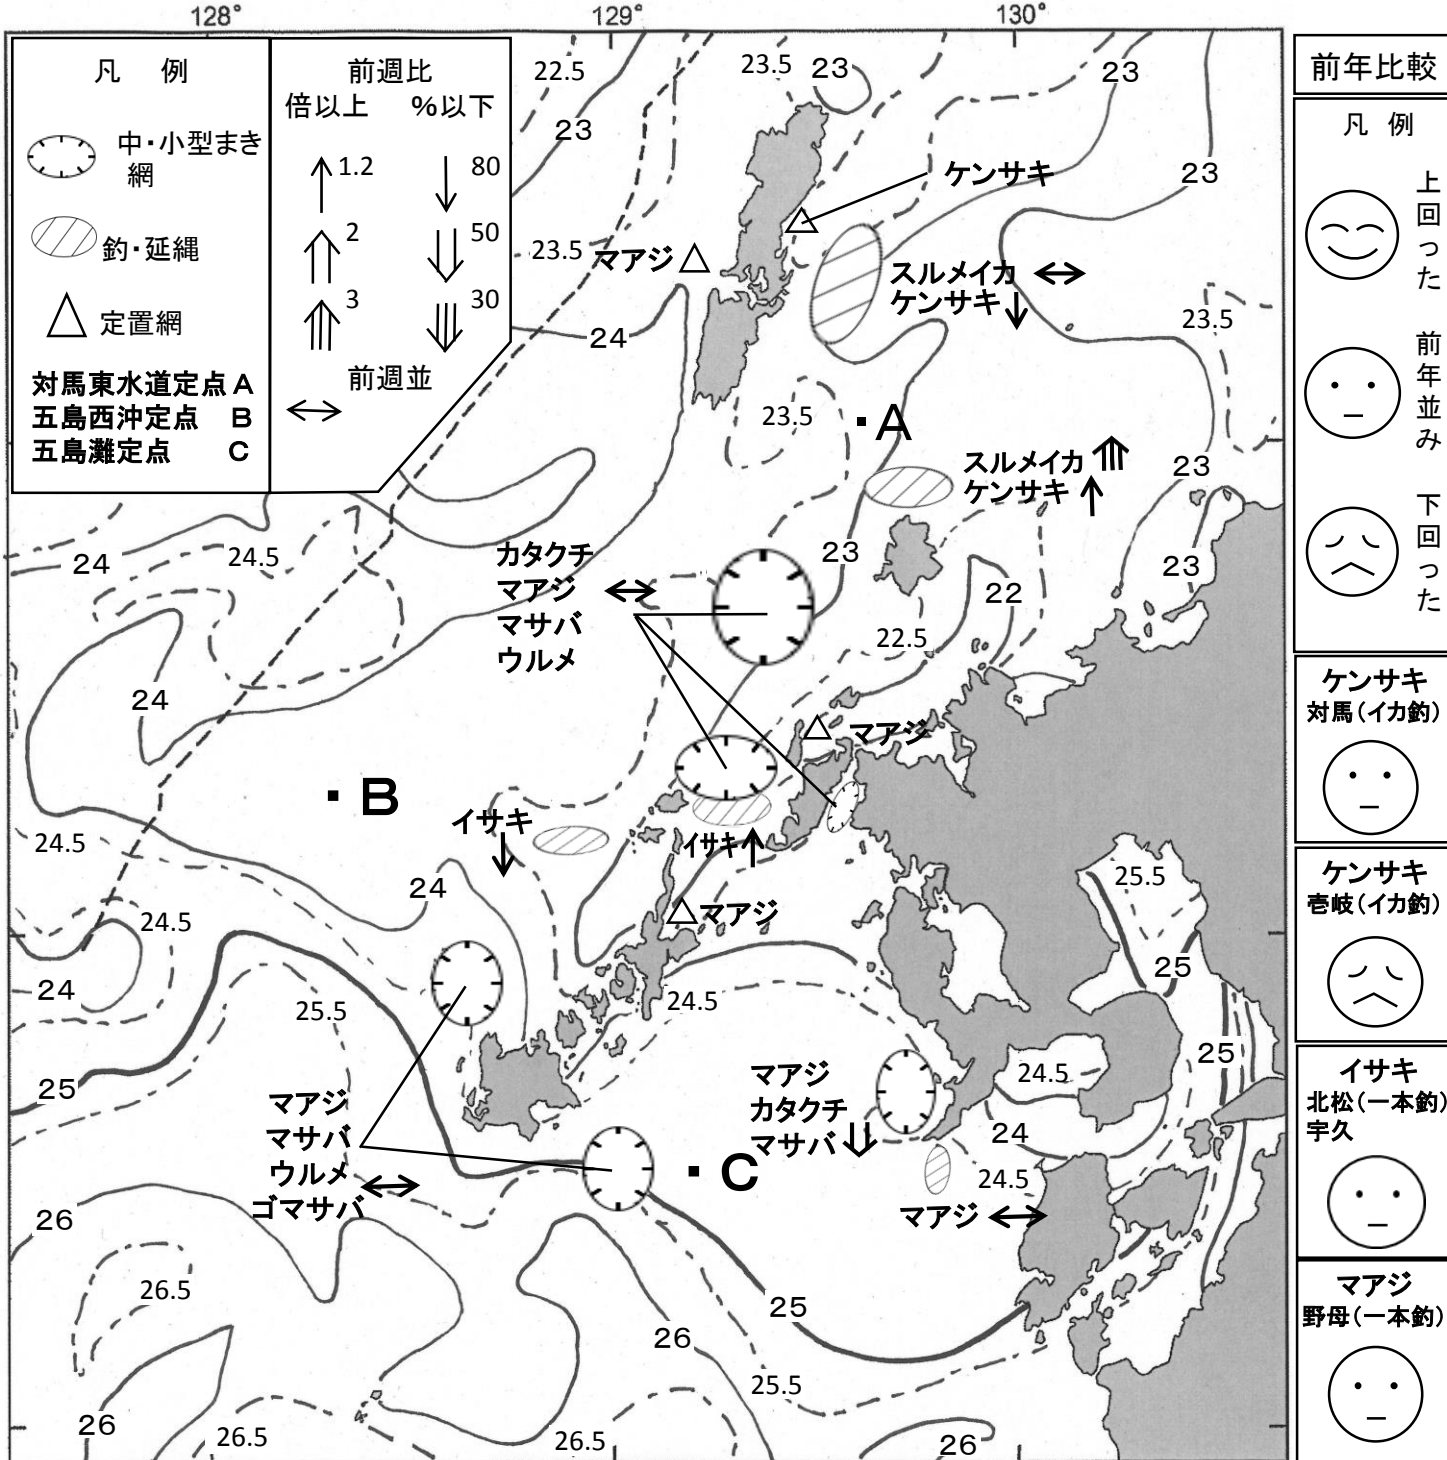 128°
129°
130°
凡 例
中・小型まき
網
釣・延縄
定置網
対馬東水道定点 A
五島西沖定点 B
五島灘定点 C
前週比
倍以上 %以下
1.2
80
2
50
3
30
前週並
22.5
23.5
23
23
23
ケンサキ
23
23.5
マアジ
スルメイカ
ケンサキ
24
23.5
23.5
A
スルメイカ
ケンサキ
23
24
24.5
カタクチ
マアジ
マサバ
ウルメ
23
23
22
22.5
24
マアジ
B
イサキ
イサキ
24.5
24
マアジ
25.5
24.5
25
24
25.5
24.5
25
25
マアジ
カタクチ
マサバ
24.5
24
マアジ
マサバ
ウルメ
ゴマサバ
C
24.5
マアジ
26
26.5
25
26
25.5
26
26.5
26.5
26
前年比較
凡 例
上回った
前年並み
下回った
ケンサキ
対馬(イカ釣)
ケンサキ
壱岐(イカ釣)
イサキ
北松(一本釣)
宇久
マアジ
野母(一本釣)